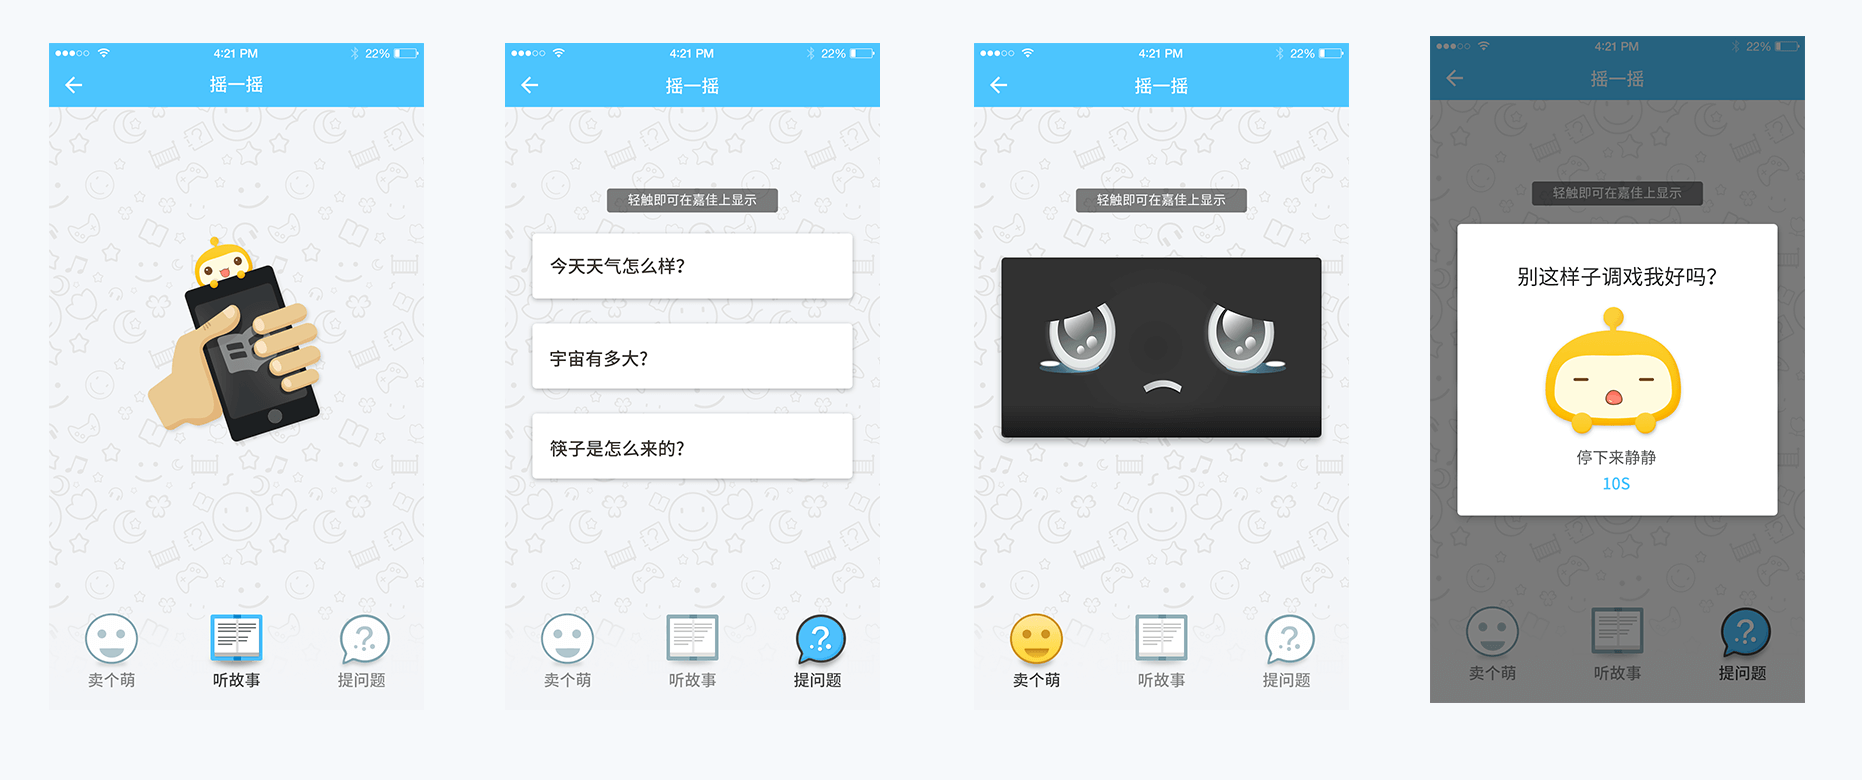 4:21 PM
22%
摇一摇
卖个萌
听故事
提问题
4:21 PM
22%
摇一摇
轻触即可在嘉佳上显示
今天天气怎么样?
宇宙有多大?
筷子是怎么来的?
卖个萌
听故事
提问题
4:21 PM
22%
摇一摇
轻触即可在嘉佳上显示
卖个萌
听故事
提问题
4:21 PM
22%
摇一摇
轻触即可在嘉佳上显示
别这样子调戏我好吗?
停下来静静
10S
卖个萌
听故事
提问题